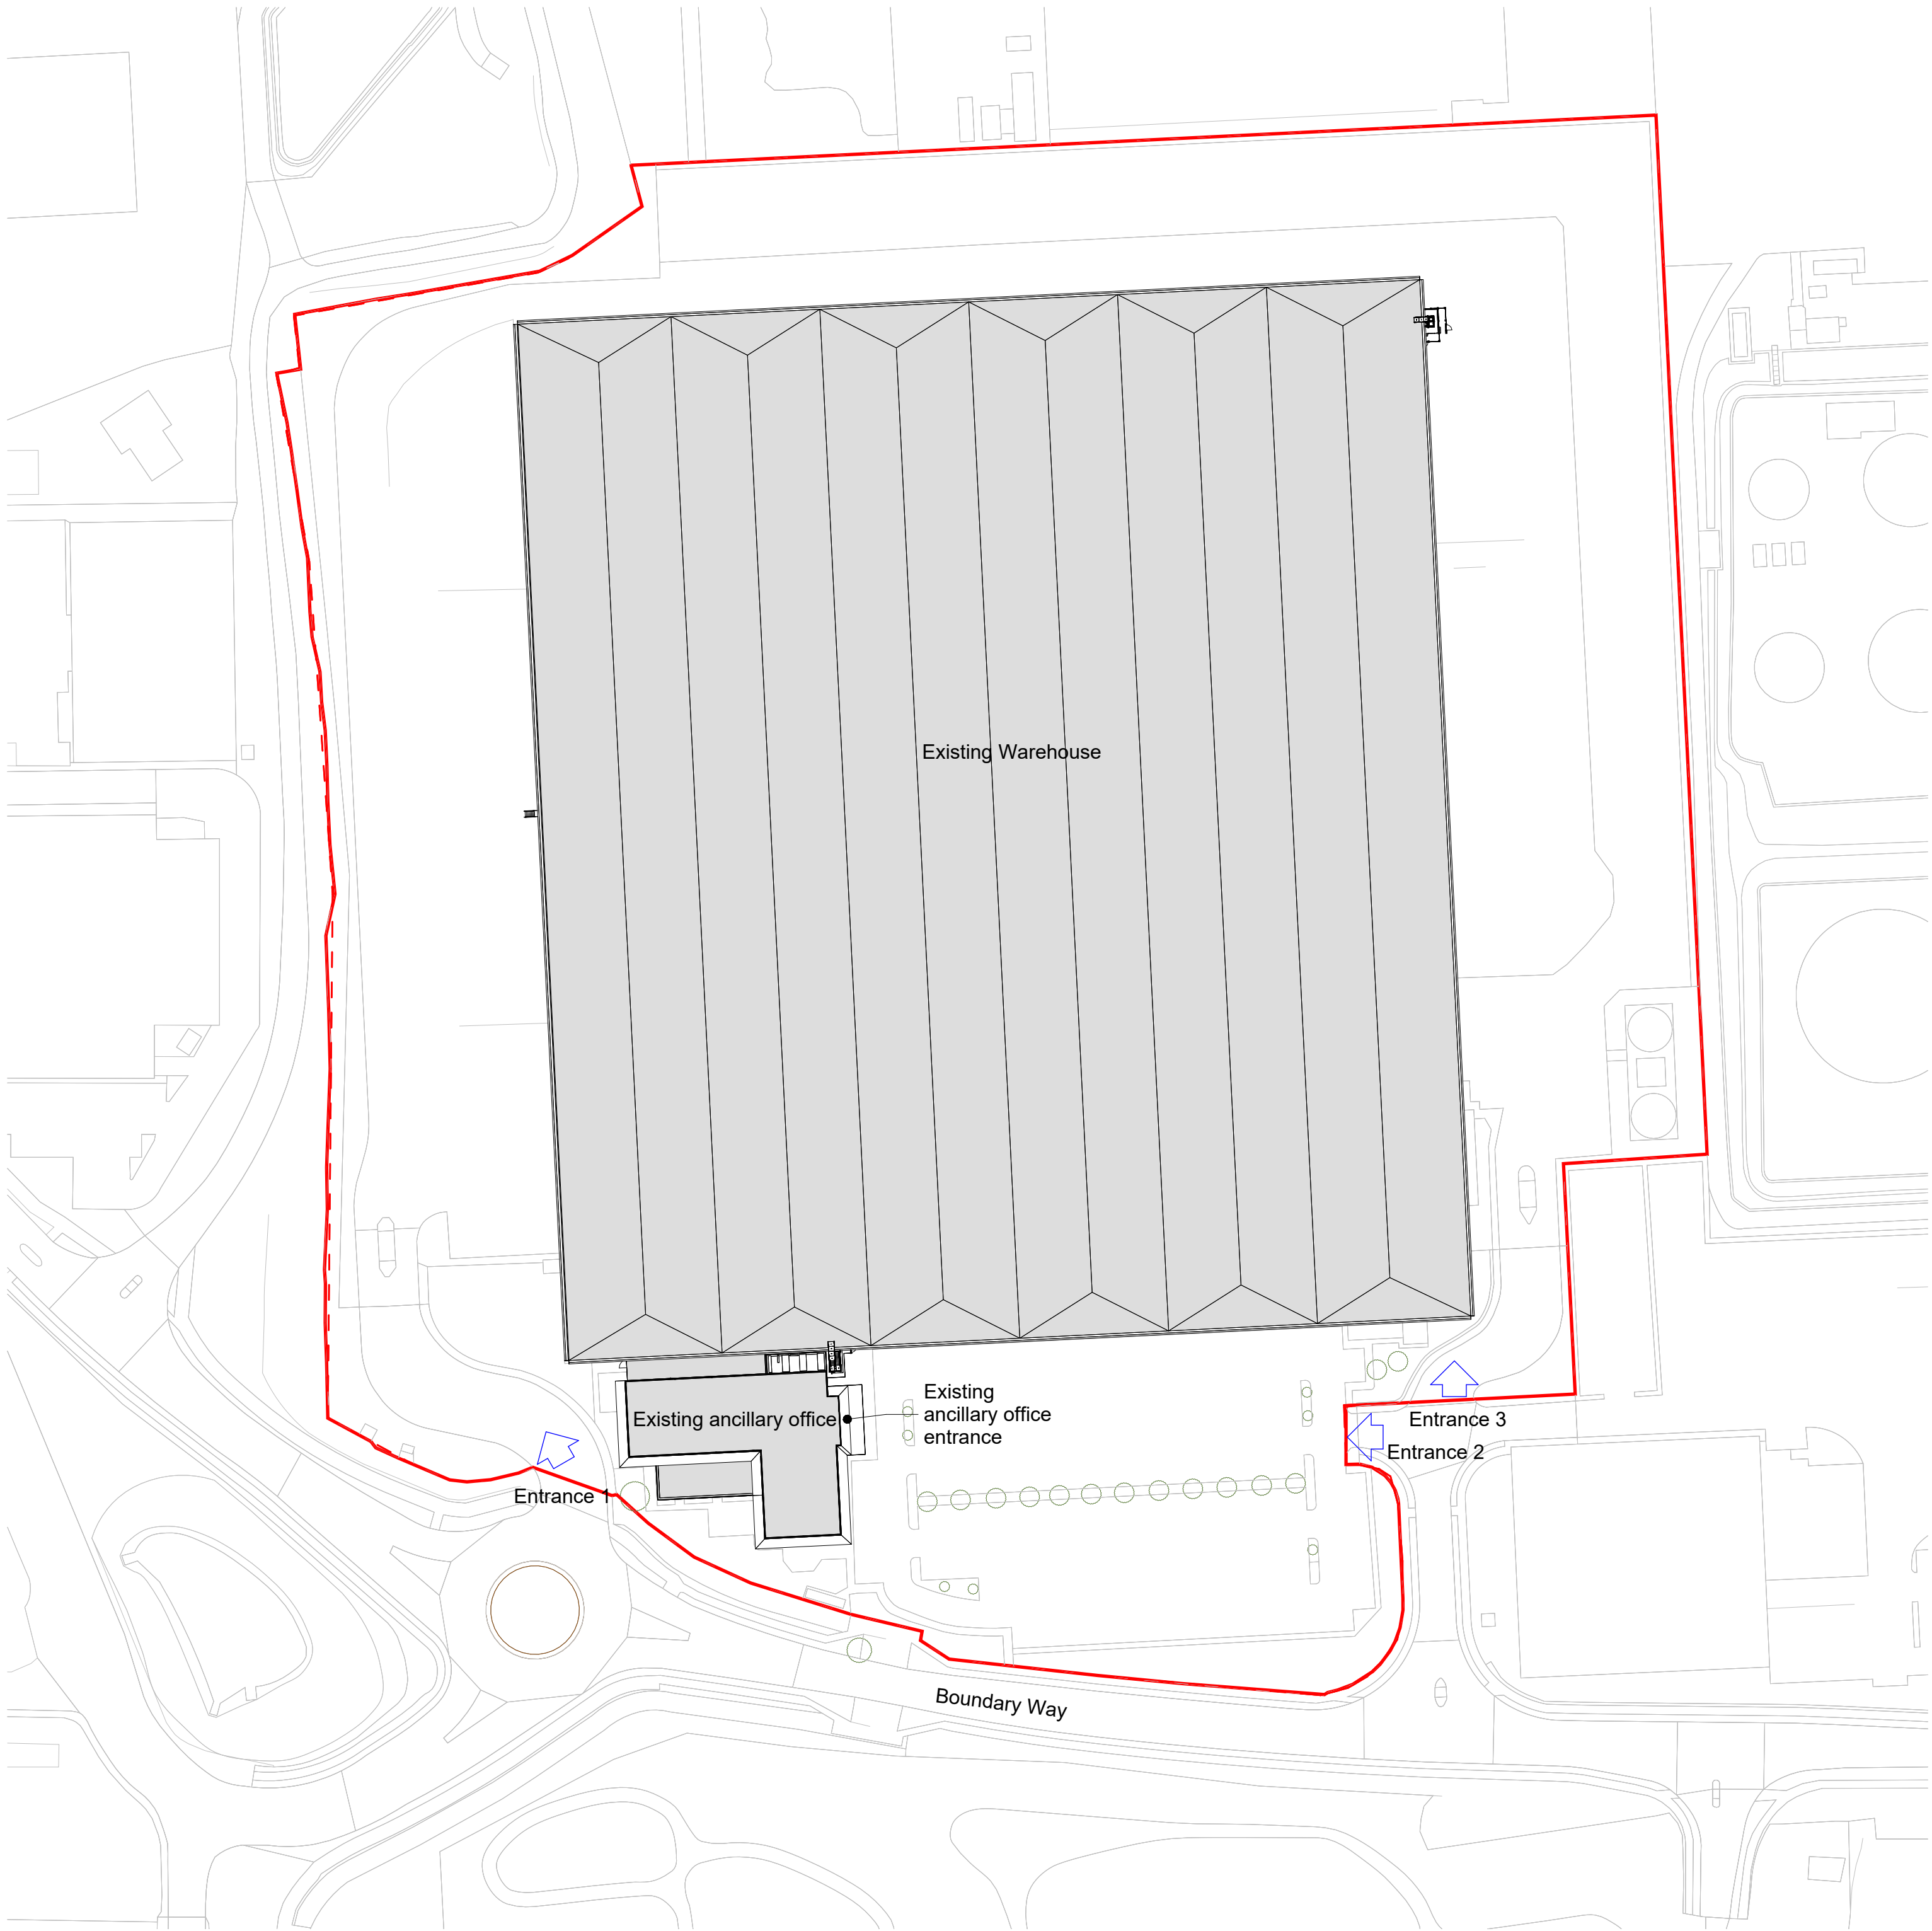 Existing Warehouse
Existing ancillary office
Existing
ancillary office
entrance
Entrance 3
Entrance 2
Entrance 1
Boundary Way